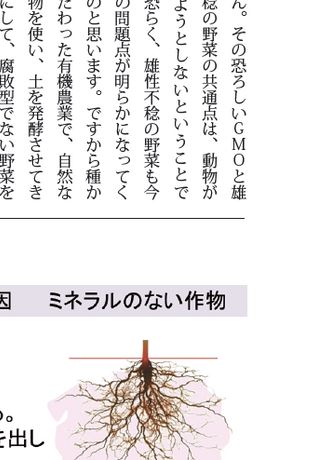 ん。その恐ろしいGMOと雄
稔の野菜の共通点は、動物が
ようとしないということで
恐らく、雄性不稔の野菜も今
の問題点が明らかになってく
のと思います。ですから種か
だわった有機農業で、自然な
物を使い、土を発酵させてき
にして、腐敗型でない野菜を
因　ミネラルのない作物
る。
を出し